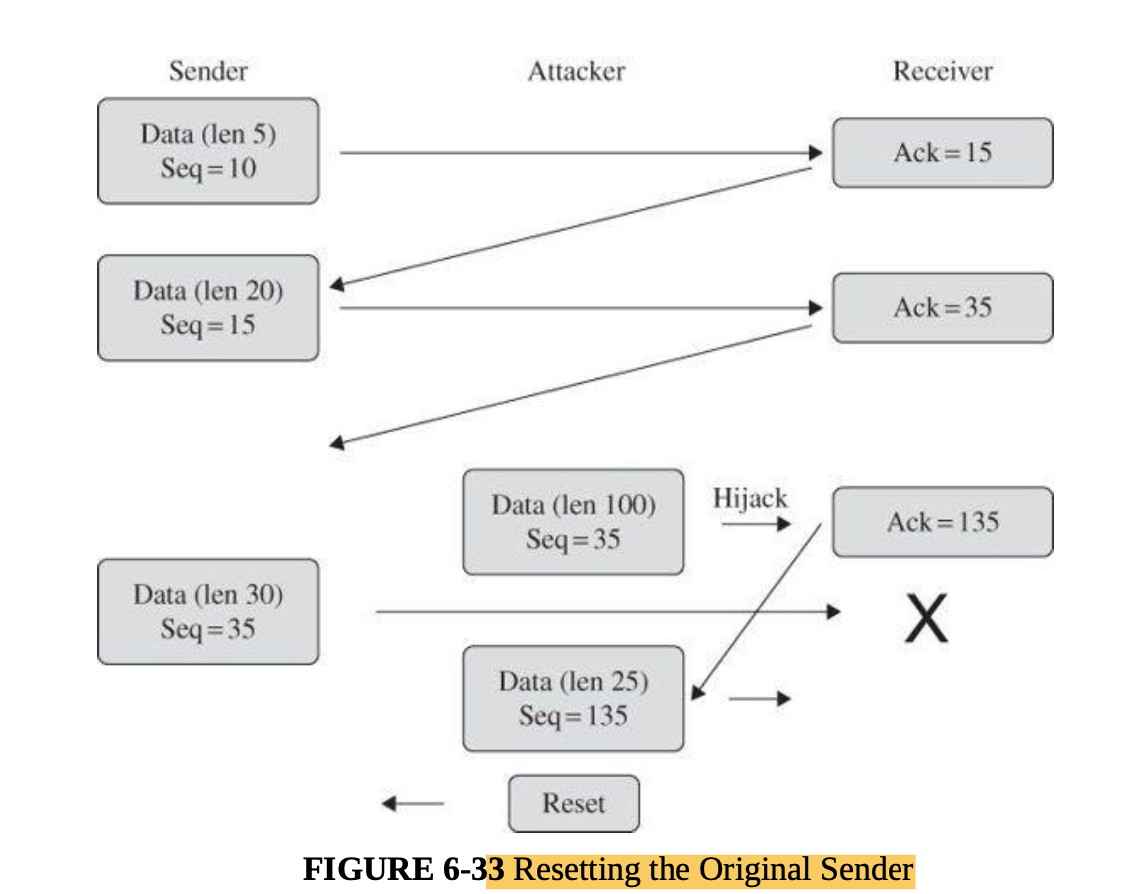 Sender Attacker Receiver
Data (len 5)
Seq = 10
Ack = 15
Data (len 20)
Seq = 15
Ack = 35
Data (len 100)
Seq = 35
Hijack
Ack = 135
Data (len 30)
Seq = 35
X
Data (len 25)
Seq = 135
Reset
FIGURE 6-33 Resetting the Original Sender